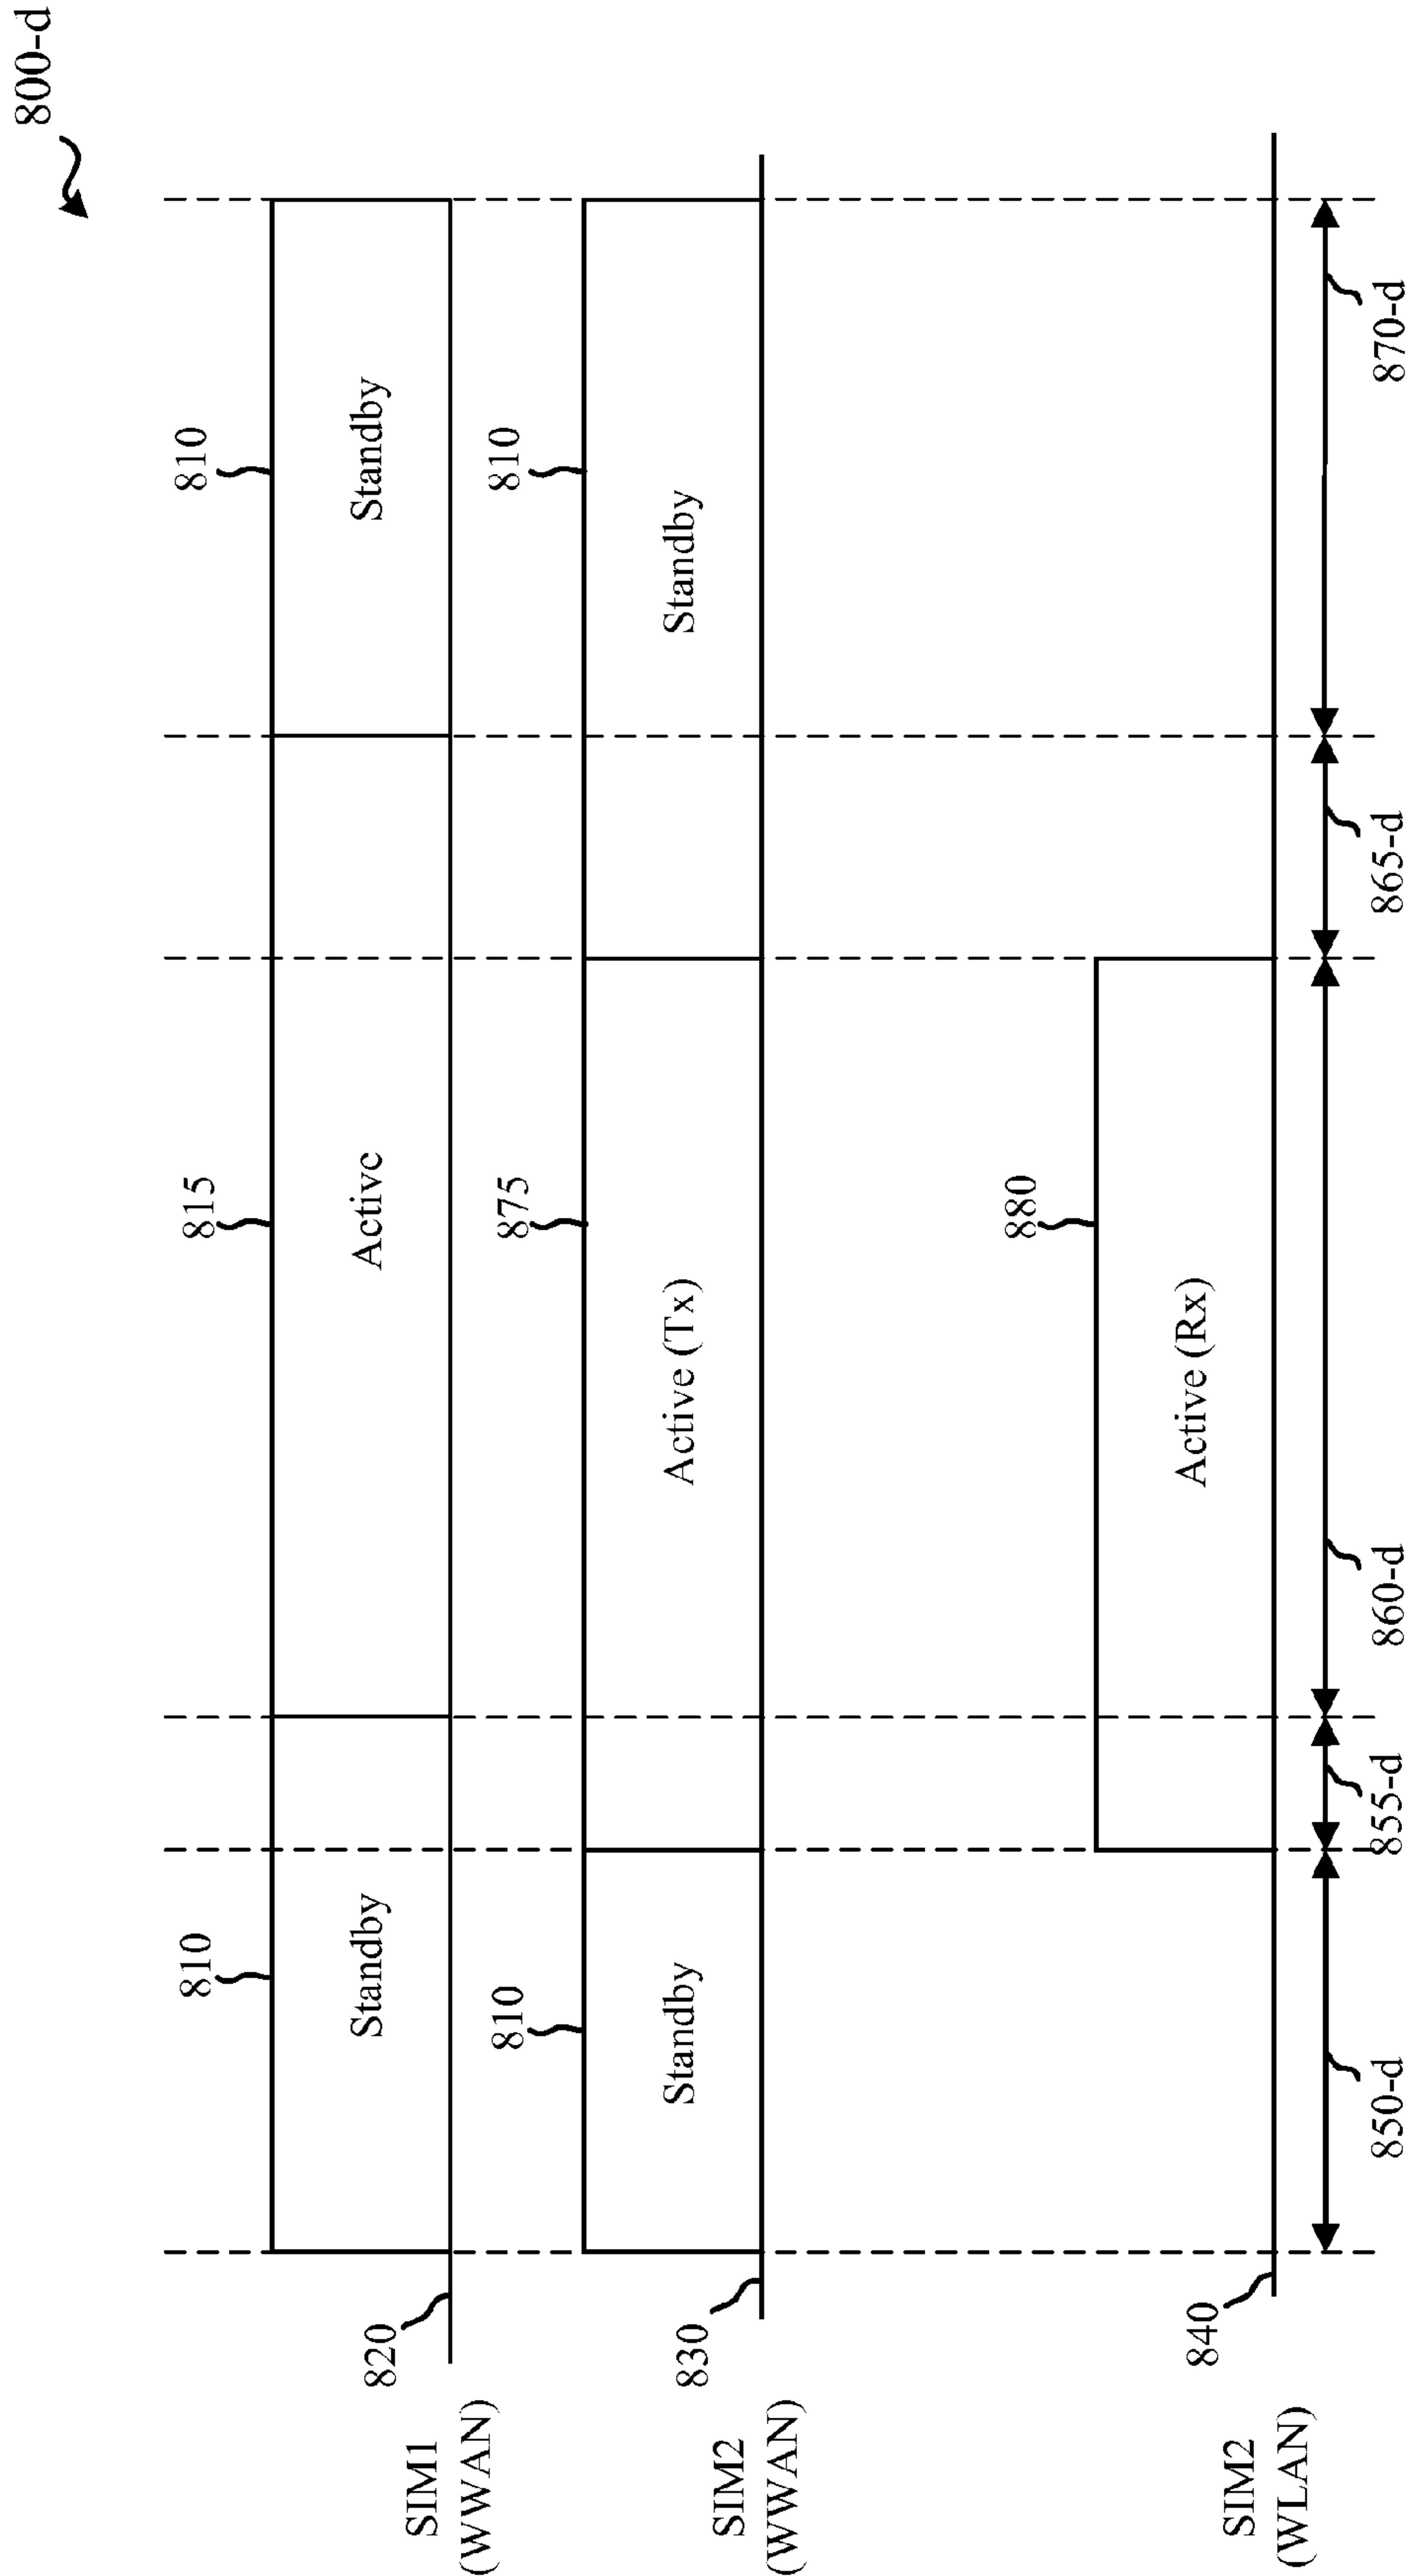 800-d
810
815
810
Standby
Active
Standby
820
SIM1
(WWAN)
810
875
810
Standby
Active (Tx)
Standby
830
SIM2
(WWAN)
880
Active (Rx)
840
SIM2
(WLAN)
850-d
855-d
860-d
865-d
870-d